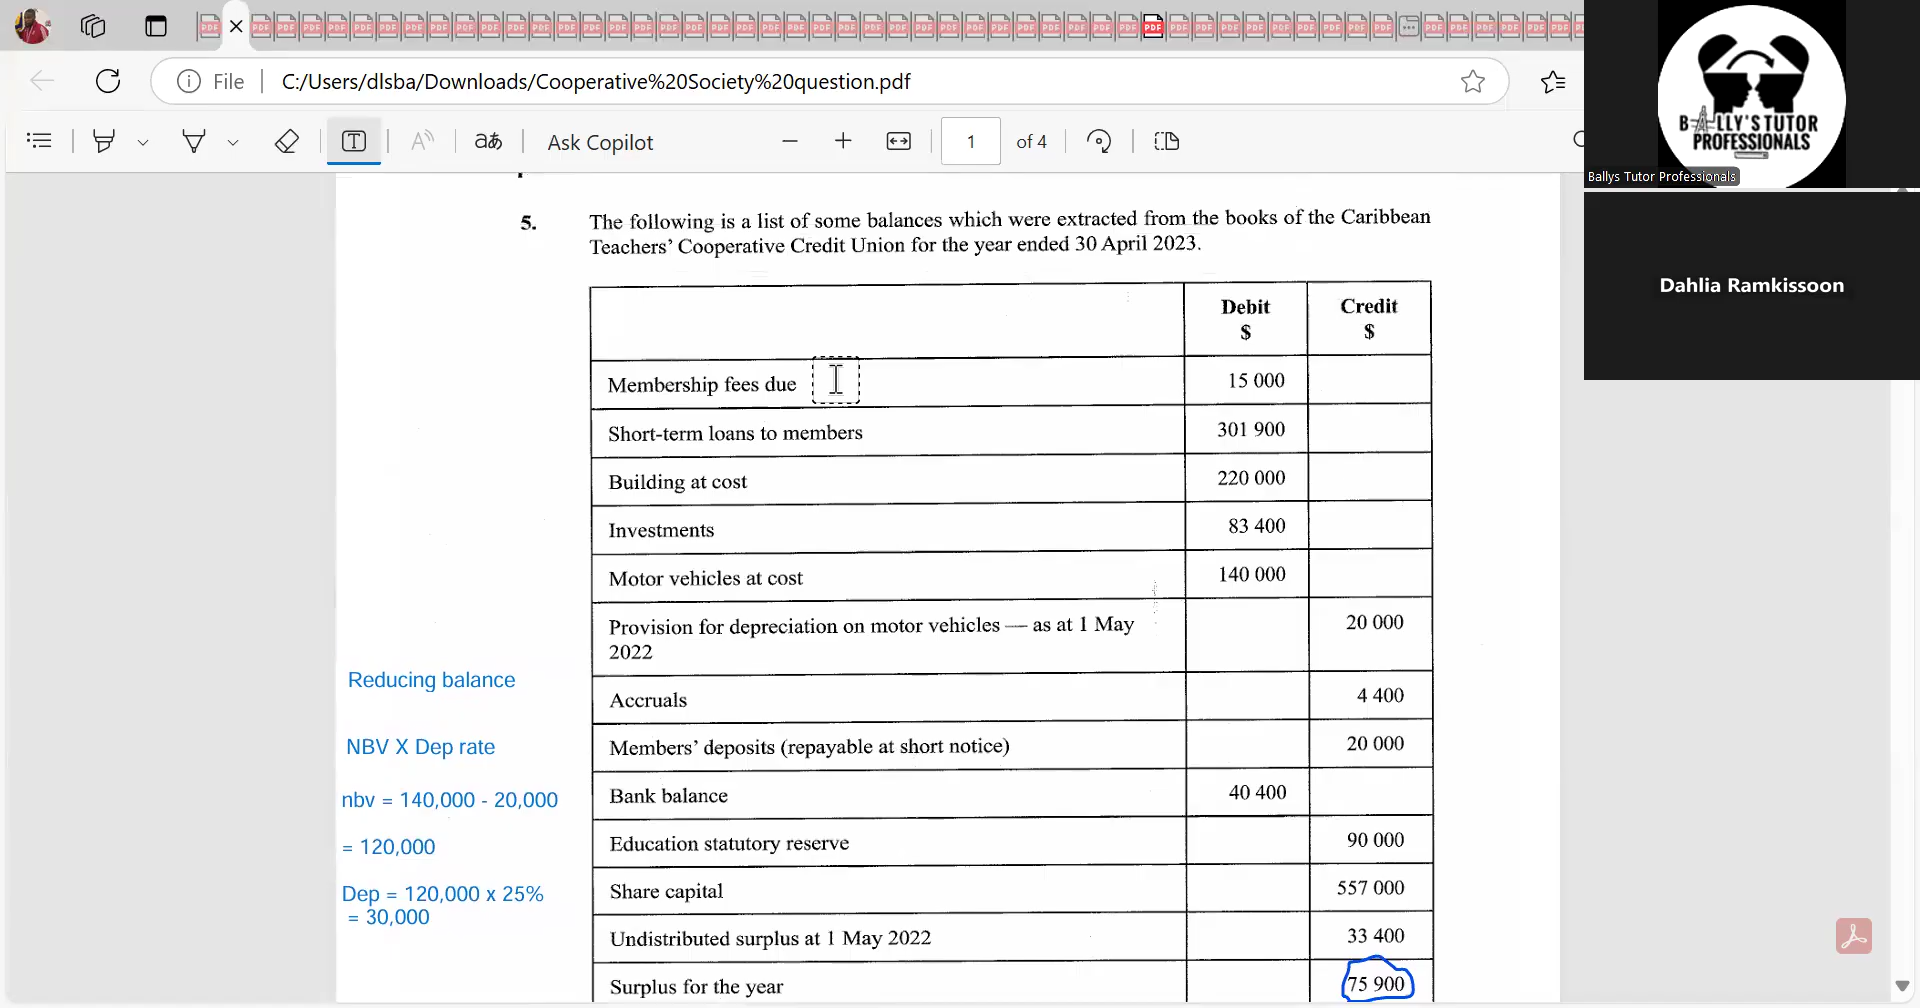 File
C:/Users/dlsba/Downloads/Cooperative%20Society%20question.pdf
Ask Copilot
1
of 4
BALLY'S TUTOR
PROFESSIONALS
Ballys Tutor Professionals
Dahlia Ramkissoon
5. The following is a list of some balances which were extracted from the books of the Caribbean
Teachers' Cooperative Credit Union for the year ended 30 April 2023.
Debit Credit
$ $
Membership fees due 15 000
Short-term loans to members 301 900
Building at cost 220 000
Investments 83 400
Motor vehicles at cost 140 000
Provision for depreciation on motor vehicles — as at 1 May 20 000
2022
Accruals 4 400
Members' deposits (repayable at short notice) 20 000
Bank balance 40 400
Education statutory reserve 90 000
Share capital 557 000
Undistributed surplus at 1 May 2022 33 400
Surplus for the year 75 900
Reducing balance
NBV X Dep rate
nbv = 140,000 - 20,000
= 120,000
Dep = 120,000 x 25%
= 30,000